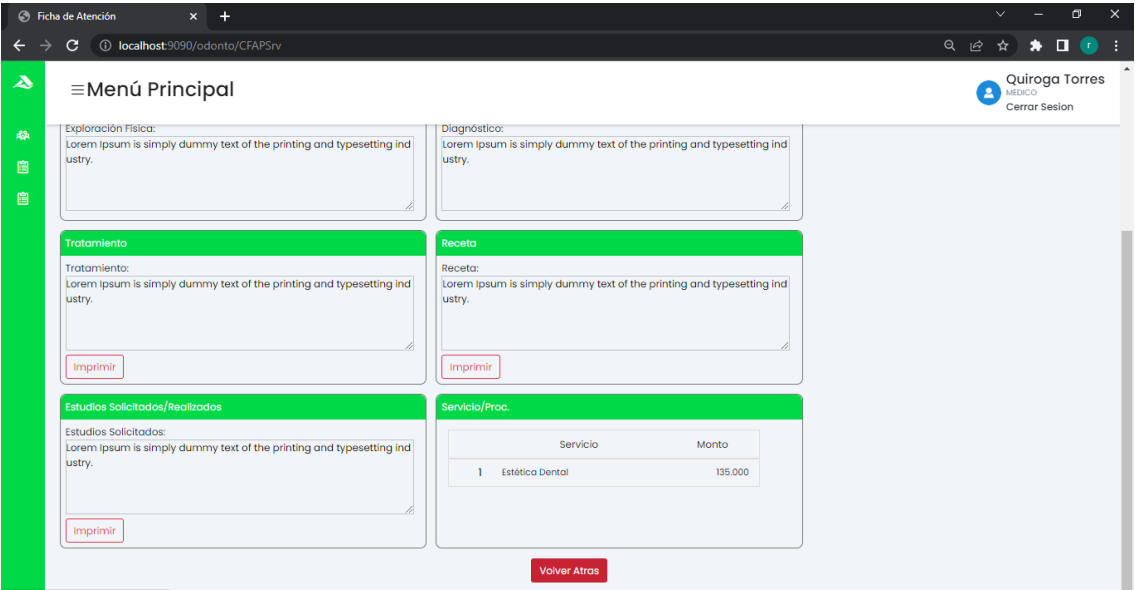 Ficha de Atención
localhost:9090/odonto/CFAPSrv
r
Menú Principal
Quiroga Torres
MEDICO
Cerrar Sesion
Exploración Física:
Lorem Ipsum is simply dummy text of the printing and typesetting ind
ustry.
Diagnóstico:
Lorem Ipsum is simply dummy text of the printing and typesetting ind
ustry.
Tratamiento
Tratamiento:
Lorem Ipsum is simply dummy text of the printing and typesetting ind
ustry.
Imprimir
Receta
Receta:
Lorem Ipsum is simply dummy text of the printing and typesetting ind
ustry.
Imprimir
Estudios Solicitados/Realizados
Estudios Solicitados:
Lorem Ipsum is simply dummy text of the printing and typesetting ind
ustry.
Imprimir
Servicio/Proc.
Servicio Monto
1 Estética Dental 135.000
Volver Atras